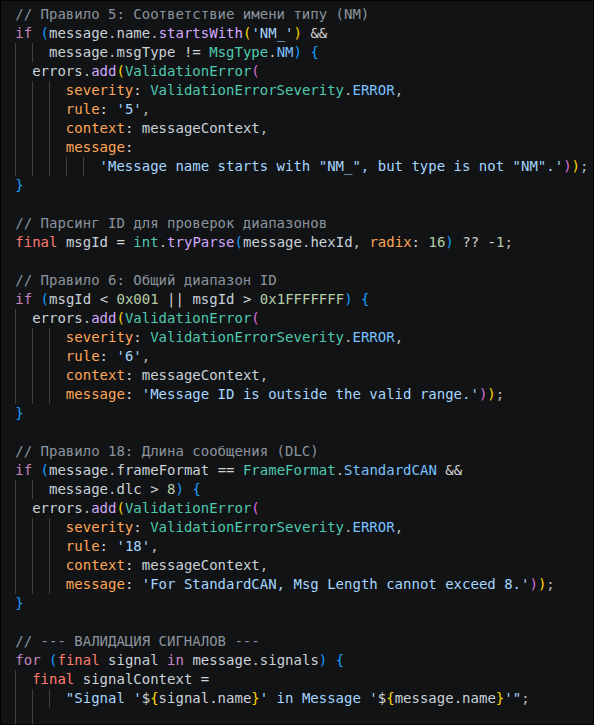 // Правило 5: Соответствие имени типу (NM)
if (message.name.startsWith('NM_') &&
message.msgType != MsgType.NM) {
errors.add(ValidationError(
severity: ValidationErrorSeverity.ERROR,
rule: '5',
context: messageContext,
message:
'Message name starts with "NM_", but type is not "NM".'));
}
// Парсинг ID для проверок диапазонов
final msgId = int.tryParse(message.hexId, radix: 16) ?? -1;
// Правило 6: Общий диапазон ID
if (msgId < 0x001 || msgId > 0x1FFFFFFF) {
errors.add(ValidationError(
severity: ValidationErrorSeverity.ERROR,
rule: '6',
context: messageContext,
message: 'Message ID is outside the valid range.'));
}
// Правило 18: Длина сообщения (DLC)
if (message.frameFormat == FrameFormat.StandardCAN &&
message.dlc > 8) {
errors.add(ValidationError(
severity: ValidationErrorSeverity.ERROR,
rule: '18',
context: messageContext,
message: 'For StandardCAN, Msg Length cannot exceed 8.'));
}
// --- ВАЛИДАЦИЯ СИГНАЛОВ ---
for (final signal in message.signals) {
final signalContext =
"Signal '${signal.name}' in Message '${message.name}'";